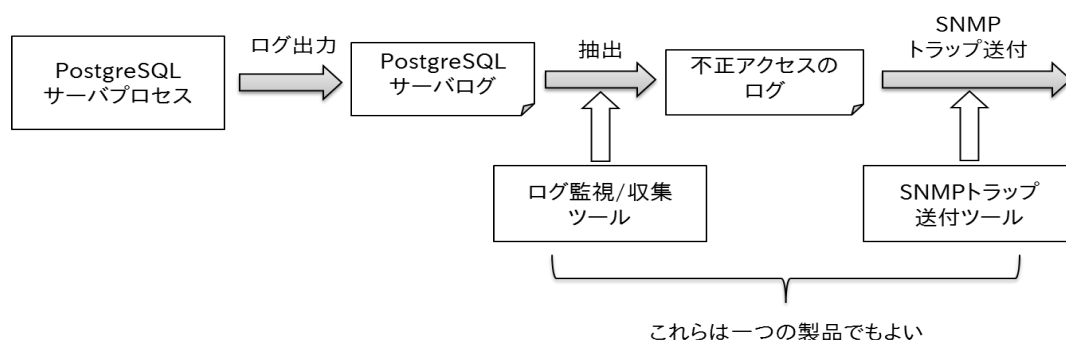 PostgreSQL
サーバプロセス
ログ出力
PostgreSQL
サーバログ
抽出
不正アクセスの
ログ
SNMP
トラップ送付
ログ監視/収集
ツール
SNMPトラップ
送付ツール
これらは一つの製品でもよい